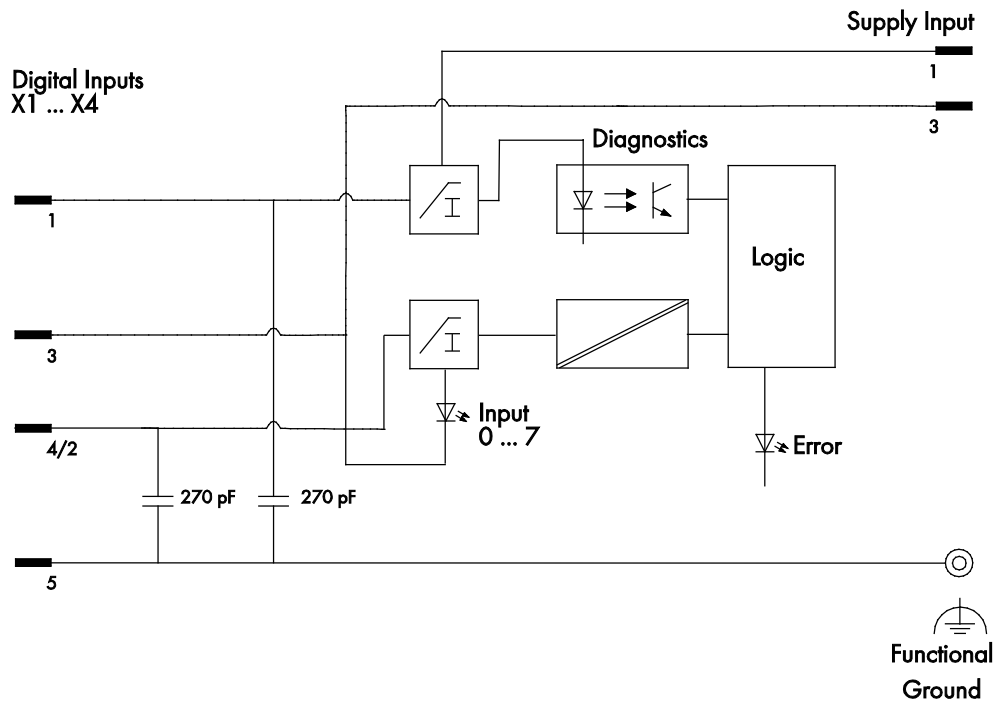 Supply Input
1
Digital Inputs
X1 ... X4
3
Diagnostics
1
Logic
3
Input
0 ... 7
4/2
Error
270 pF
270 pF
5
Functional
Ground